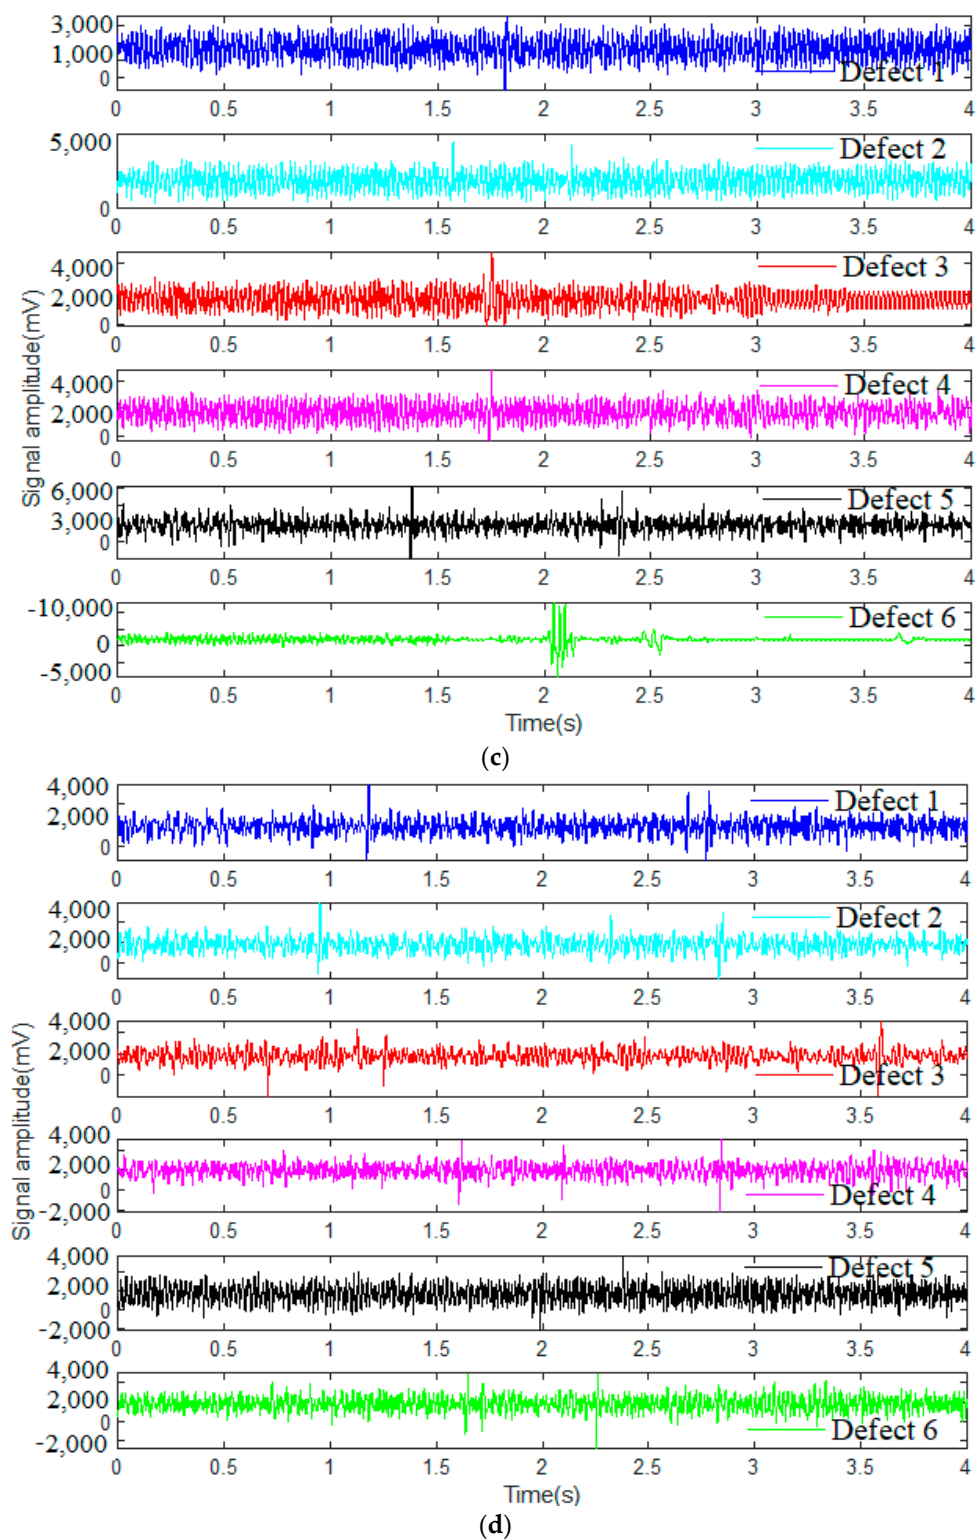 3,000
1,000
0
Defect 1
0 0.5 1 1.5 2 2.5 3 3.5 4
5,000
0
Defect 2
0 0.5 1 1.5 2 2.5 3 3.5 4
4,000
2,000
0
Defect 3
0 0.5 1 1.5 2 2.5 3 3.5 4
Signal amplitude(mV)
4,000
2,000
0
Defect 4
0 0.5 1 1.5 2 2.5 3 3.5 4
6,000
3,000
0
Defect 5
0 0.5 1 1.5 2 2.5 3 3.5 4
-10,000
0
-5,000
Defect 6
0 0.5 1 1.5 2 2.5 3 3.5 4
Time(s)
(c)
4,000
2,000
0
Defect 1
0 0.5 1 1.5 2 2.5 3 3.5 4
4,000
2,000
0
Defect 2
0 0.5 1 1.5 2 2.5 3 3.5 4
4,000
2,000
0
Defect 3
0 0.5 1 1.5 2 2.5 3 3.5 4
Signal amplitude(mV)
4,000
2,000
0
-2,000
Defect 4
0 0.5 1 1.5 2 2.5 3 3.5 4
4,000
2,000
0
-2,000
Defect 5
0 0.5 1 1.5 2 2.5 3 3.5 4
4,000
2,000
0
-2,000
Defect 6
0 0.5 1 1.5 2 2.5 3 3.5 4
Time(s)
(d)